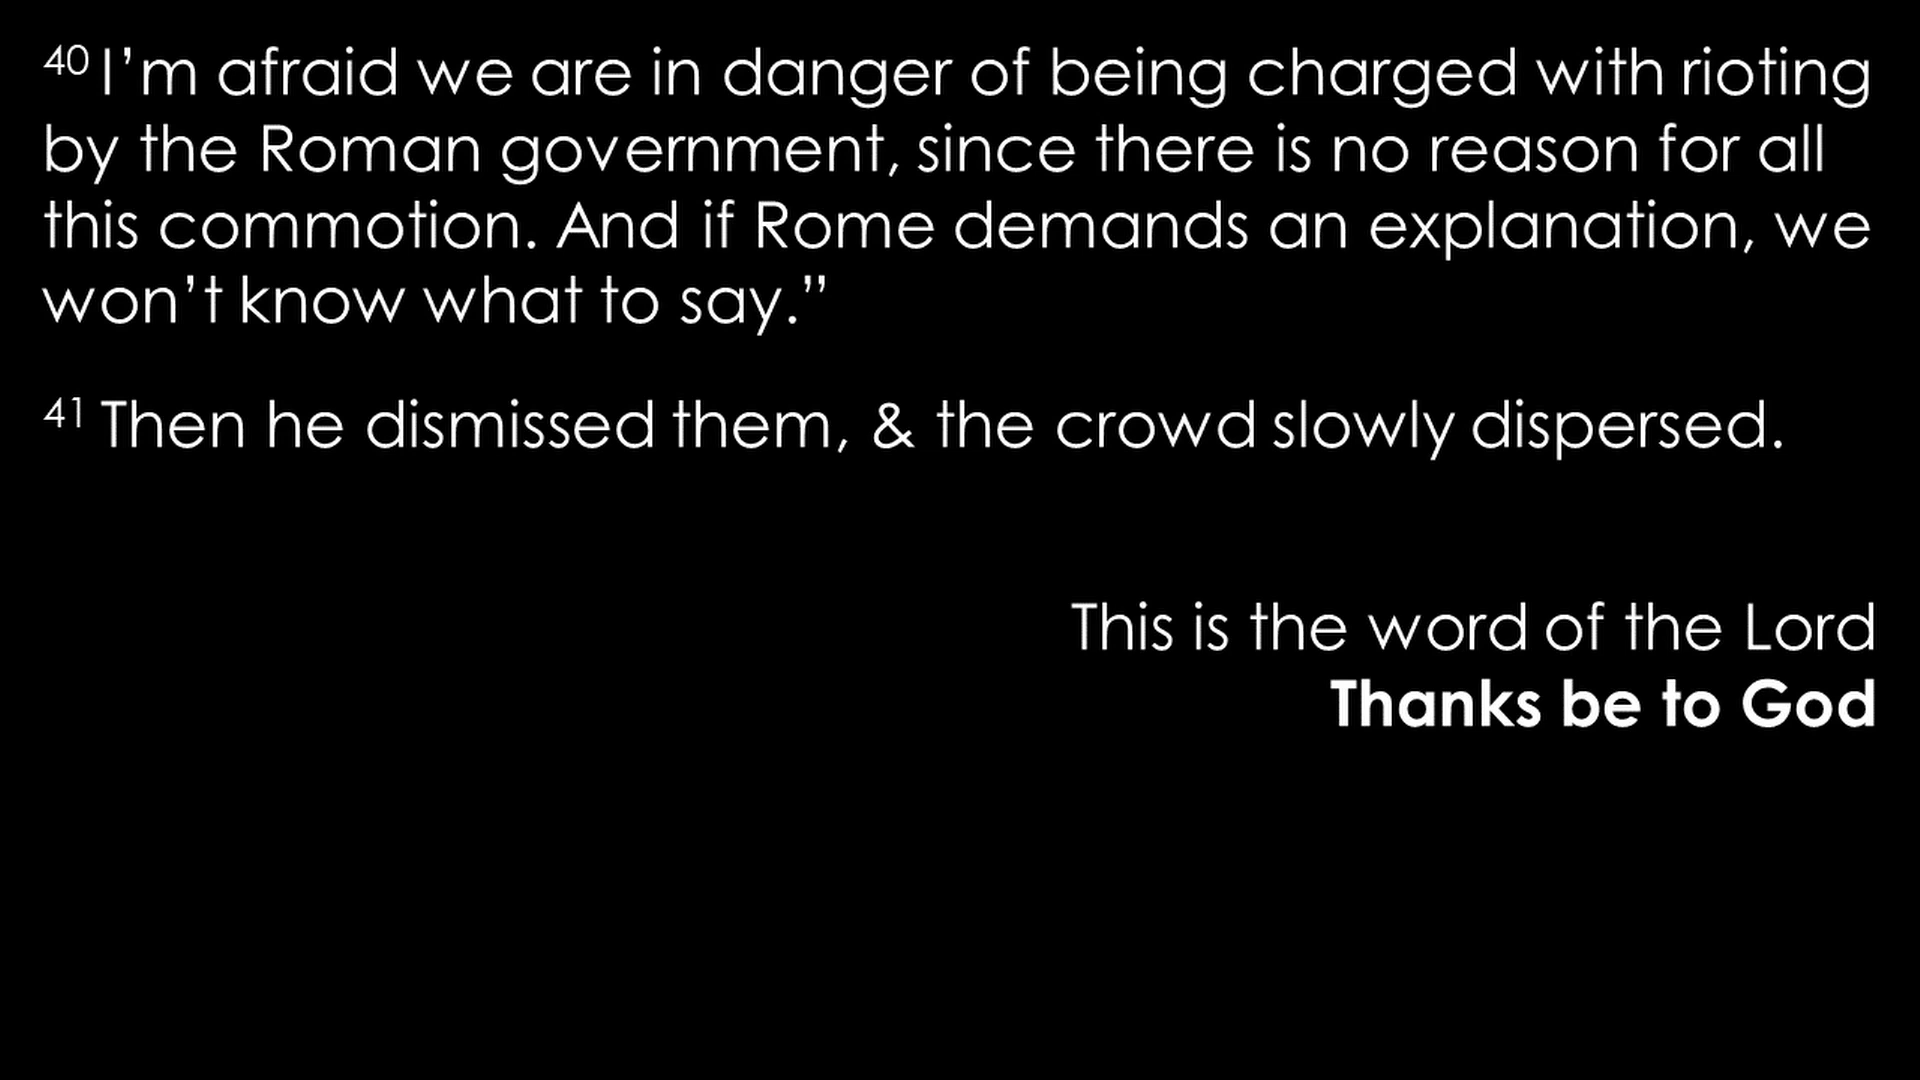 40 I’m afraid we are in danger of being charged with rioting
by the Roman government, since there is no reason for all
this commotion. And if Rome demands an explanation, we
won’t know what to say.”
41 Then he dismissed them, & the crowd slowly dispersed.
This is the word of the Lord
Thanks be to God